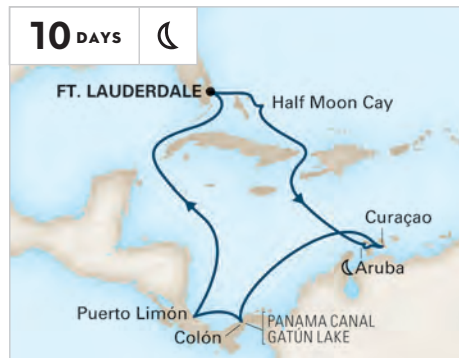 10 DAYS
FT. LAUDERDALE
Half Moon Cay
Curaçao
Aruba
Puerto Limón
Colón
PANAMA CANAL
GATÚN LAKE